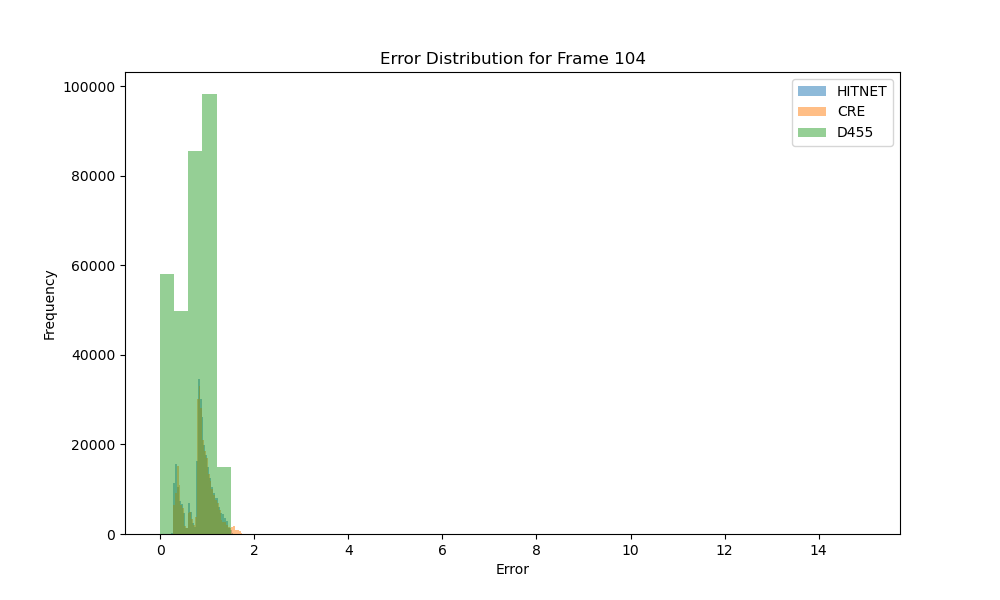 Error Distribution for Frame 104
HITNET
CRE
D455
100000
80000
60000
40000
20000
0
Frequency
0 2 4 6 8 10 12 14
Error